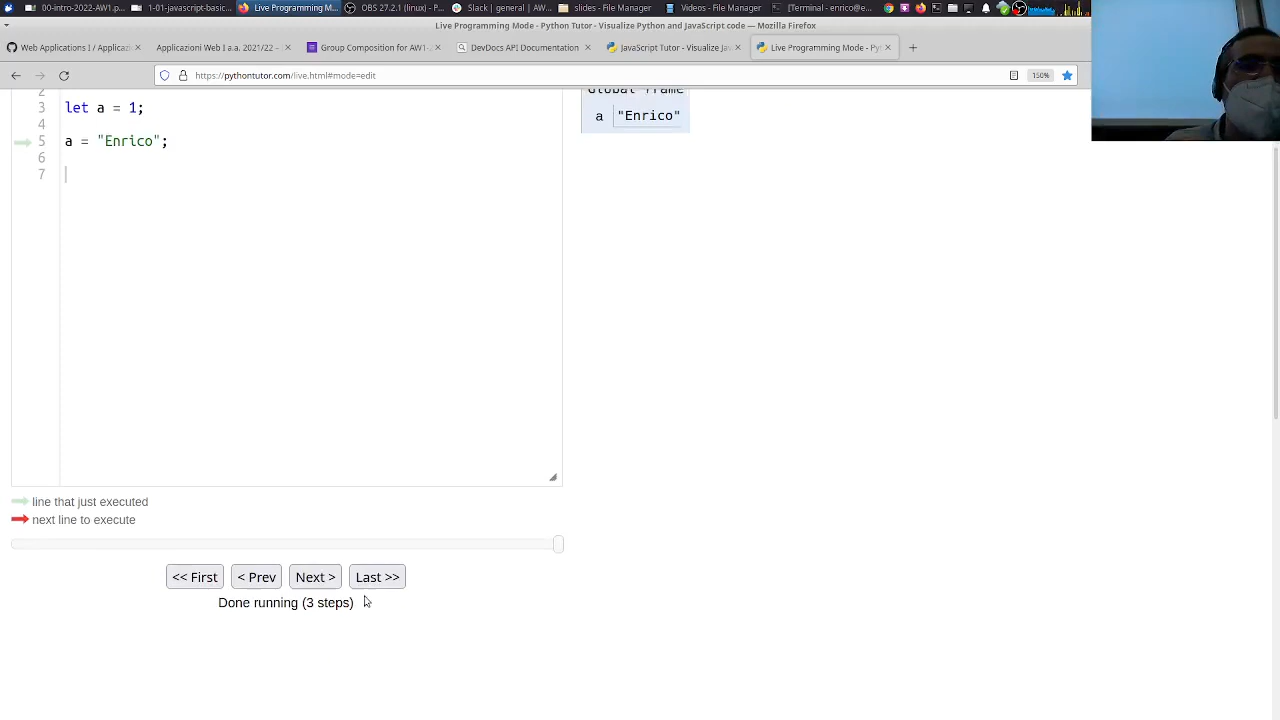 00-intro-2022-AW1.p...
1-01-javascript-basic...
Live Programming M...
OBS 27.2.1 (linux) - P...
Slack | general | AW...
slides - File Manager
Videos - File Manager
[Terminal - enrico@e...
Live Programming Mode - Python Tutor - Visualize Python and JavaScript code — Mozilla Firefox
Web Applications I / Applicaz
Applicazioni Web I a.a. 2021/22 –
Group Composition for AW1-
DevDocs API Documentation
JavaScript Tutor - Visualize Ja
Live Programming Mode - Py
https://pythontutor.com/live.html#mode=edit
150%
2
3 let a = 1;
4
5 a = "Enrico";
6
7
Global frame
a "Enrico"
line that just executed
next line to execute
<< First
< Prev
Next >
Last >>
Done running (3 steps)